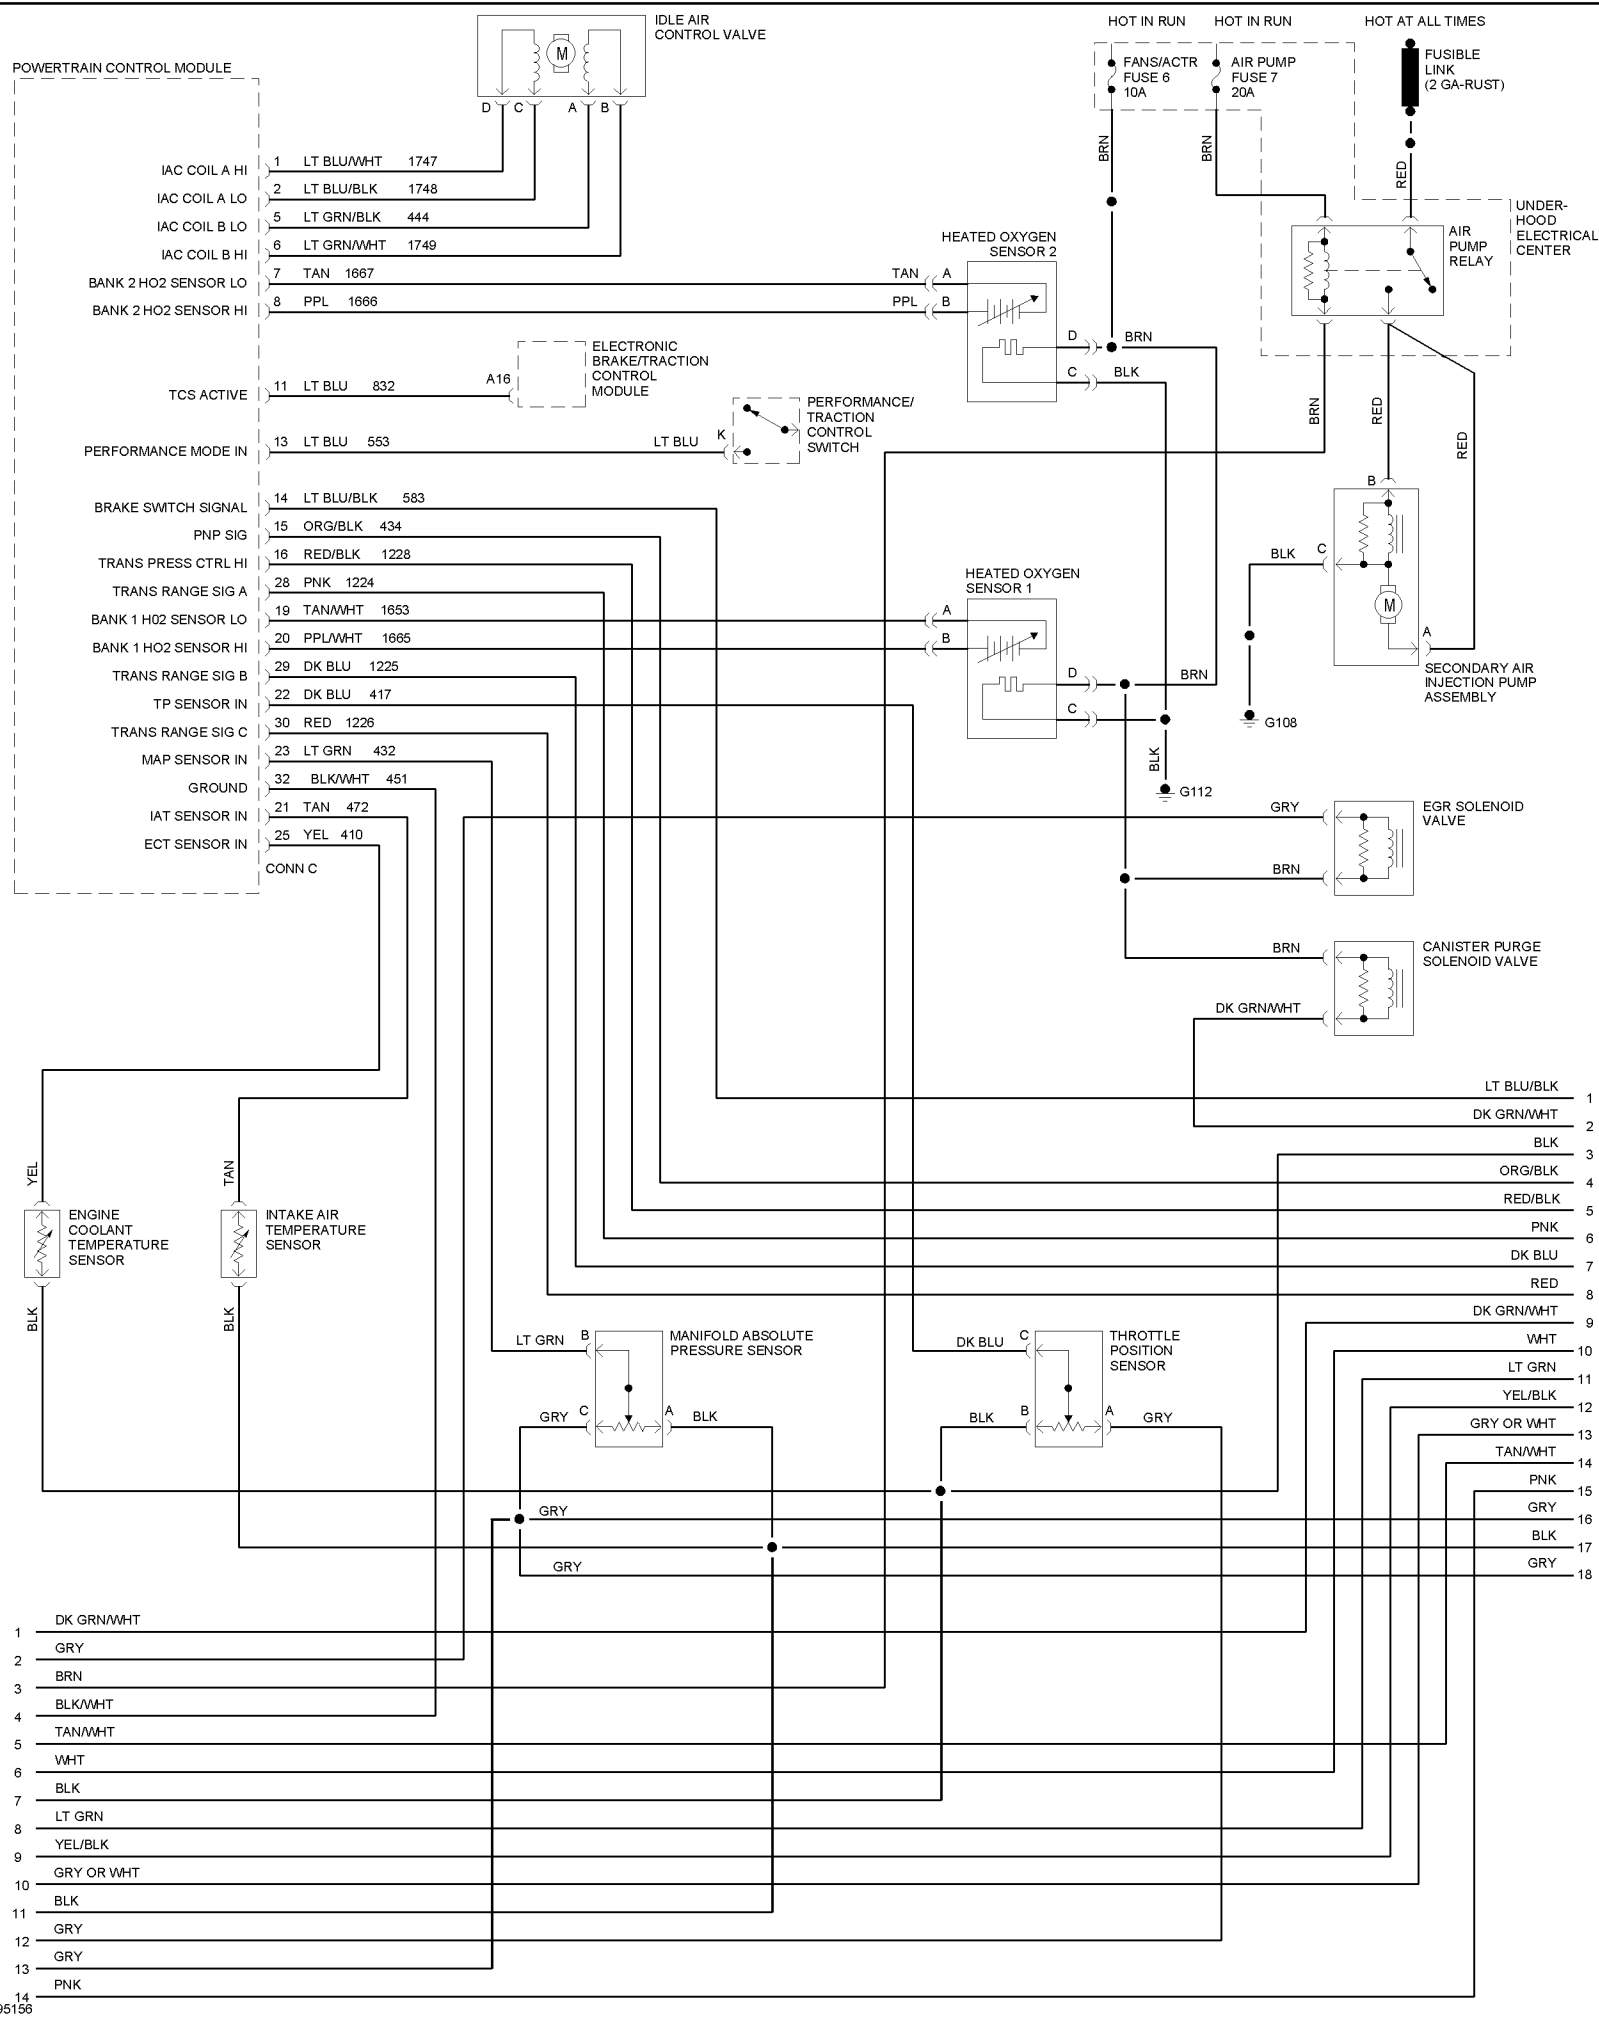 IDLE AIR
CONTROL VALVE
HOT IN RUN
HOT IN RUN
HOT AT ALL TIMES
POWERTRAIN CONTROL MODULE
M
D
C
A
B
FANS/ACTR
FUSE 6
10A
AIR PUMP
FUSE 7
20A
FUSIBLE
LINK
(2 GA-RUST)
BRN
BRN
RED
UNDER-
HOOD
ELECTRICAL
CENTER
AIR
PUMP
RELAY
IAC COIL A HI
1
LT BLU/WHT
1747
IAC COIL A LO
2
LT BLU/BLK
1748
IAC COIL B LO
5
LT GRN/BLK
444
IAC COIL B HI
6
LT GRN/WHT
1749
BANK 2 HO2 SENSOR LO
7
TAN
1667
TAN
A
BANK 2 HO2 SENSOR HI
8
PPL
1666
PPL
B
HEATED OXYGEN
SENSOR 2
D
BRN
C
BLK
TCS ACTIVE
11
LT BLU
832
A16
ELECTRONIC
BRAKE/TRACTION
CONTROL
MODULE
PERFORMANCE MODE IN
13
LT BLU
553
LT BLU
K
PERFORMANCE/
TRACTION
CONTROL
SWITCH
BRN
RED
RED
BRAKE SWITCH SIGNAL
14
LT BLU/BLK
583
PNP SIG
15
ORG/BLK
434
TRANS PRESS CTRL HI
16
RED/BLK
1228
TRANS RANGE SIG A
28
PNK
1224
BANK 1 H02 SENSOR LO
19
TAN/WHT
1653
A
BANK 1 HO2 SENSOR HI
20
PPL/WHT
1665
B
TRANS RANGE SIG B
29
DK BLU
1225
TP SENSOR IN
22
DK BLU
417
TRANS RANGE SIG C
30
RED
1226
MAP SENSOR IN
23
LT GRN
432
GROUND
32
BLK/WHT
451
IAT SENSOR IN
21
TAN
472
ECT SENSOR IN
25
YEL
410
CONN C
HEATED OXYGEN
SENSOR 1
D
BRN
C
BLK
G112
B
BLK
C
M
A
G108
SECONDARY AIR
INJECTION PUMP
ASSEMBLY
GRY
BRN
EGR SOLENOID
VALVE
BRN
DK GRN/WHT
CANISTER PURGE
SOLENOID VALVE
LT BLU/BLK
1
DK GRN/WHT
2
BLK
3
ORG/BLK
4
RED/BLK
5
PNK
6
DK BLU
7
RED
8
DK GRN/WHT
9
WHT
10
LT GRN
11
YEL/BLK
12
GRY OR WHT
13
TAN/WHT
14
PNK
15
GRY
16
BLK
17
GRY
18
YEL
TAN
ENGINE
COOLANT
TEMPERATURE
SENSOR
INTAKE AIR
TEMPERATURE
SENSOR
BLK
BLK
LT GRN
B
MANIFOLD ABSOLUTE
PRESSURE SENSOR
GRY
C
A
BLK
DK BLU
C
THROTTLE
POSITION
SENSOR
BLK
B
A
GRY
GRY
GRY
1
DK GRN/WHT
2
GRY
3
BRN
4
BLK/WHT
5
TAN/WHT
6
WHT
7
BLK
8
LT GRN
9
YEL/BLK
10
GRY OR WHT
11
BLK
12
GRY
13
GRY
14
PNK
95156